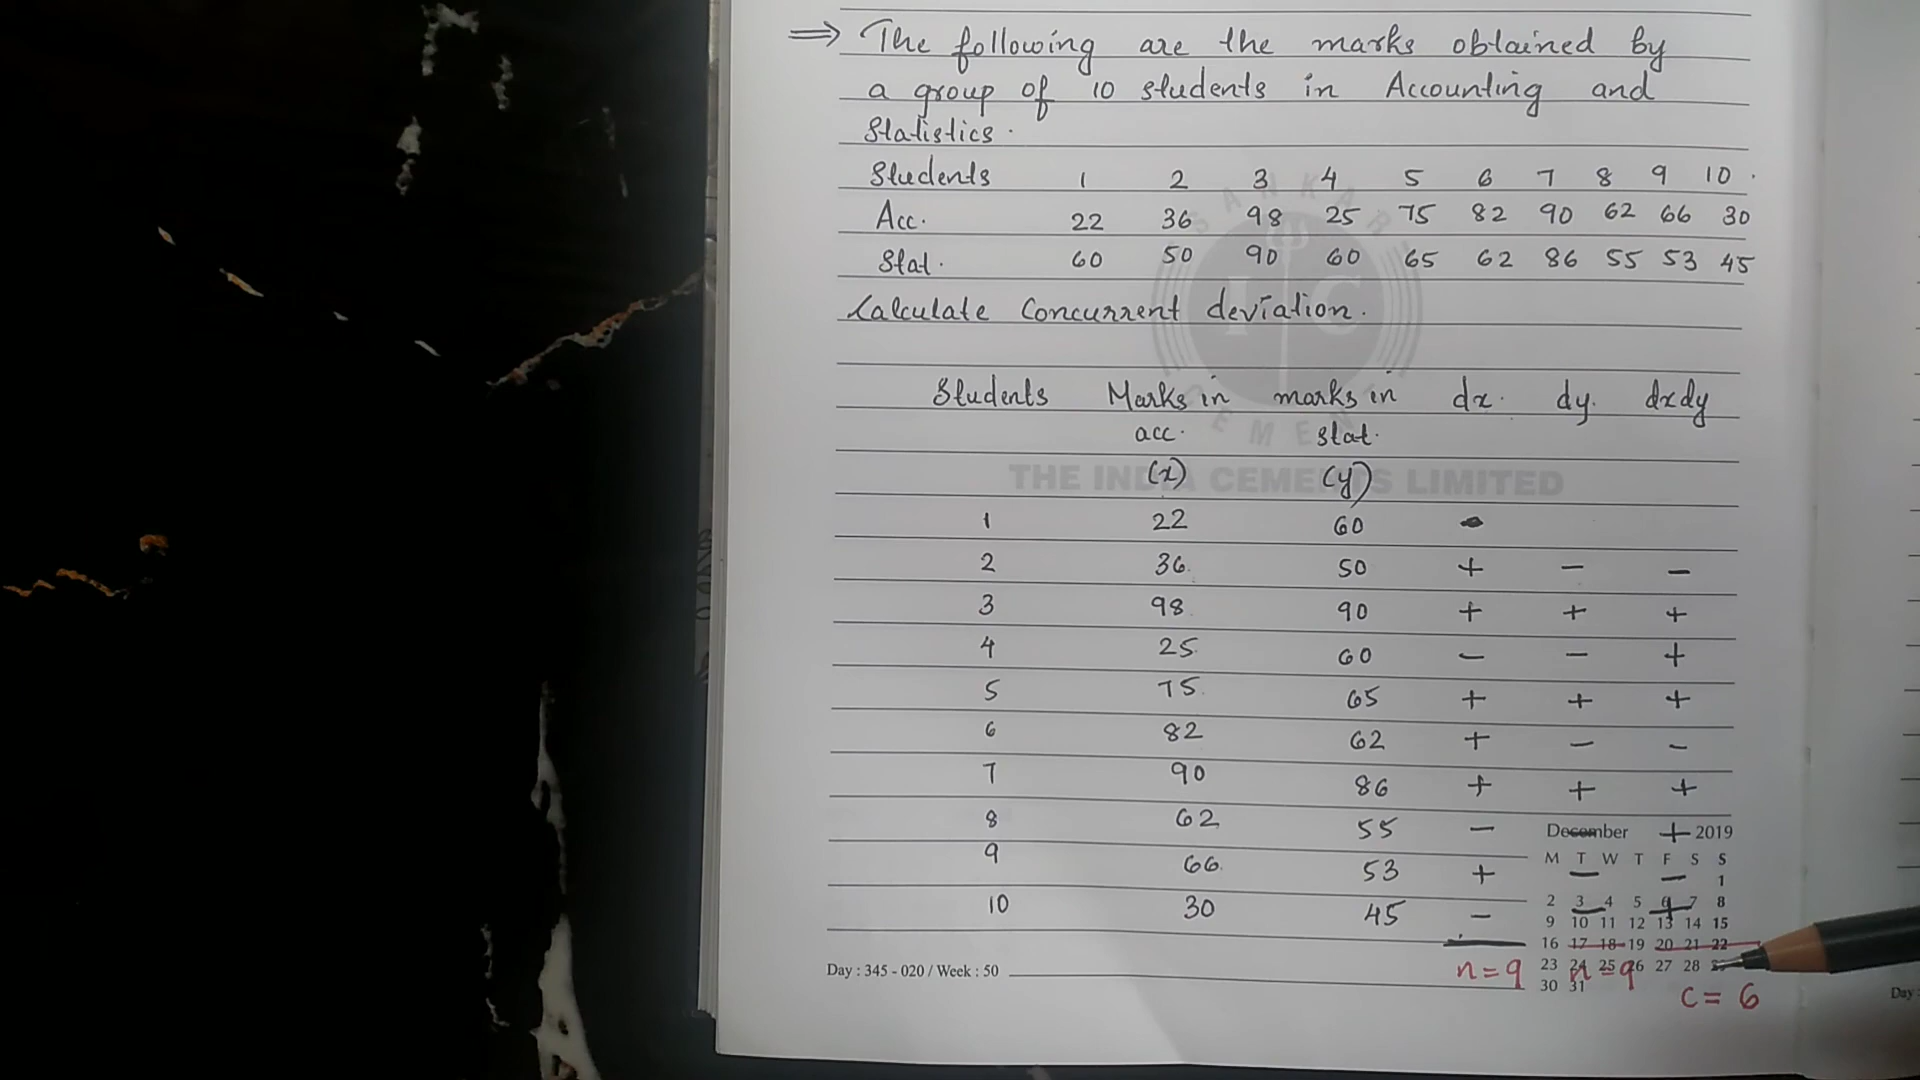 ⇒ The following are the marks obtained by
a group of 10 students in Accounting and
Statistics.
Students 1 2 3 4 5 6 7 8 9 10.
Acc. 22 36 98 25 75 82 90 62 66 30
Stat. 60 50 90 60 65 62 86 55 53 45
Calculate Concurrent deviation.
Students Marks in marks in dx. dy. dxdy
acc. stat.
(x) (y)
THE INDIA CEMENTS LIMITED
1 22 60
2 36 50 + − −
3 98 90 + + +
4 25 60 − − +
5 75 65 + + +
6 82 62 + − −
7 90 86 + + +
8 62 55 − − +
9 66 53 + − −
10 30 45 − − +
December 2019
M T W T F S S
1
2 3 4 5 6 7 8
9 10 11 12 13 14 15
16 17 18 19 20 21 22
23 24 25 26 27 28
30 31
Day : 345 - 020 / Week : 50
n = 9 n = 9
c = 6
Day